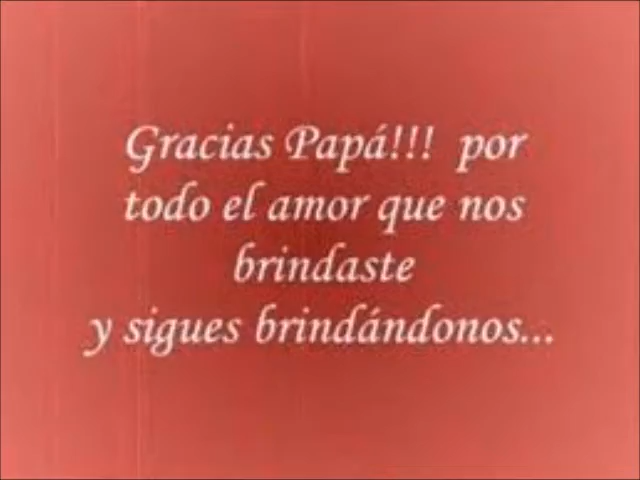 Gracias Papá!!! por
todo el amor que nos
brindaste
y sigues brindándonos...